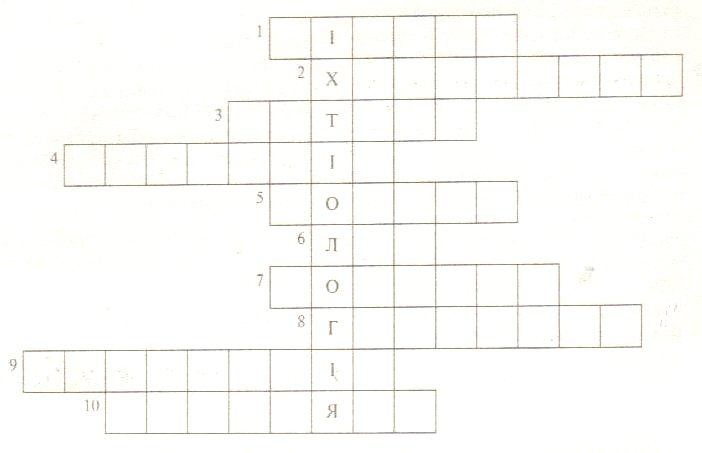 1 І
2 Х
3 Т
4 І
5 О
6 Л
7 О
8 Г
9 І
10 Я